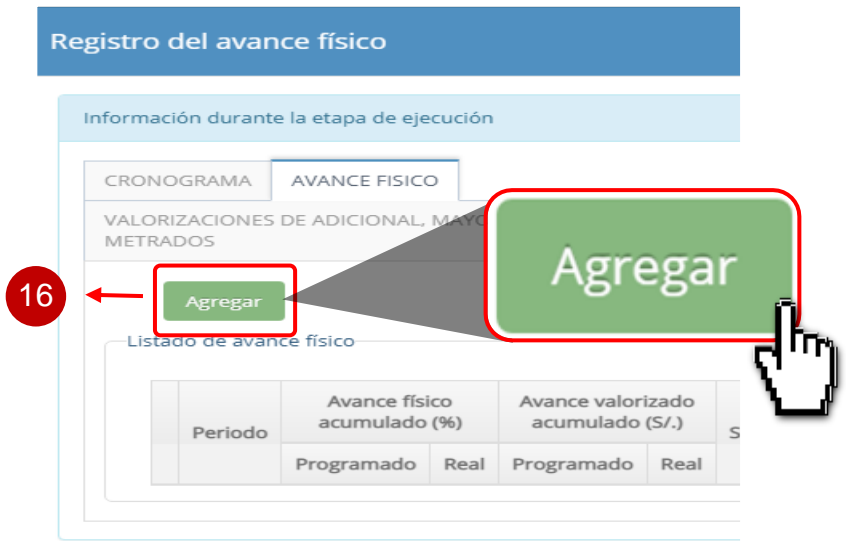 Registro del avance físico
Información durante la etapa de ejecución
CRONOGRAMA
AVANCE FISICO
VALORIZACIONES DE ADICIONAL,
METRADOS
16
Agregar
Agregar
Listado de avance físico
Periodo
Avance físico
acumulado (%)
Avance valorizado
acumulado (S/.)
Programado
Real
Programado
Real